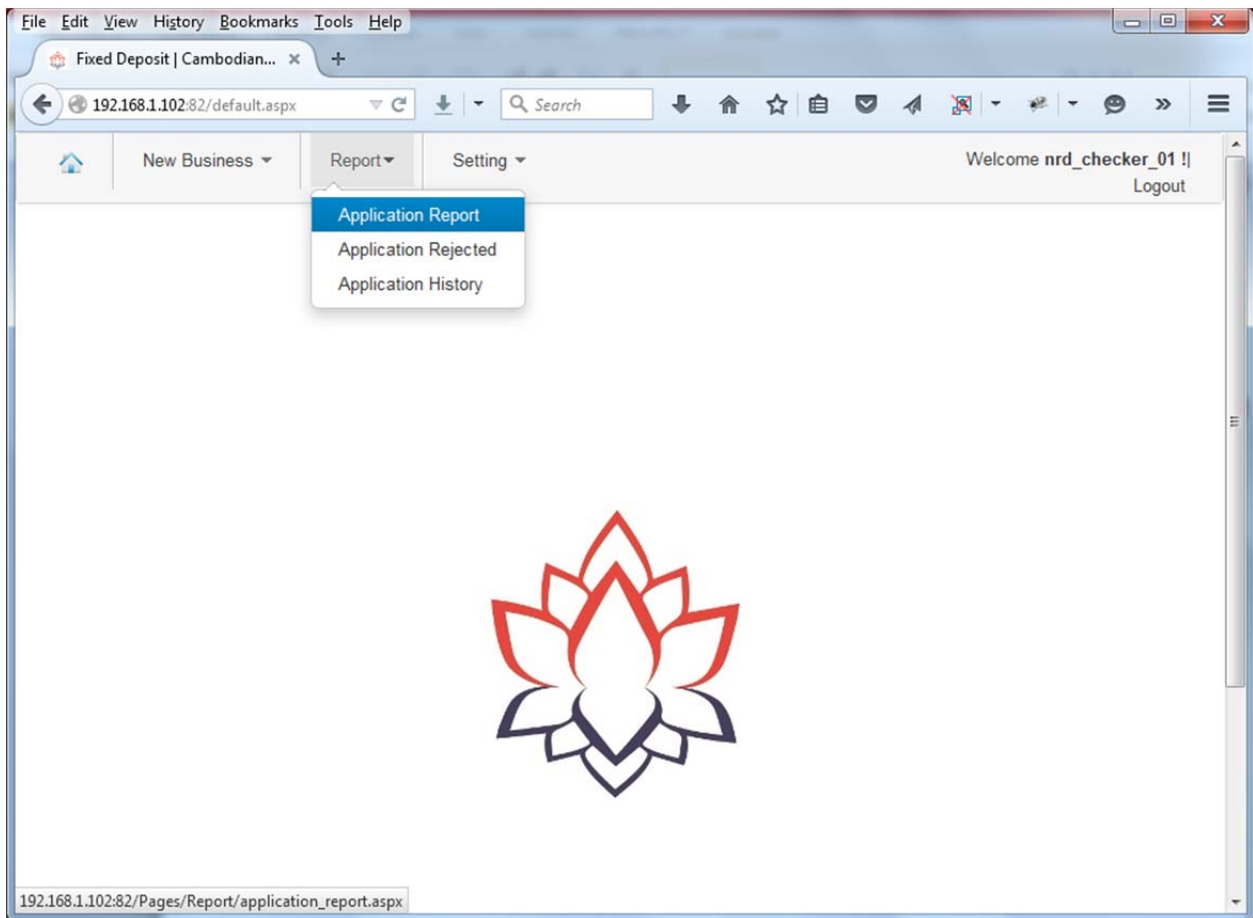 File Edit View History Bookmarks Tools Help
Fixed Deposit | Cambodian...
192.168.1.102:82/default.aspx Search
New Business Report Setting Welcome nrd_checker_01 !|
Logout
Application Report
Application Rejected
Application History
192.168.1.102:82/Pages/Report/application_report.aspx